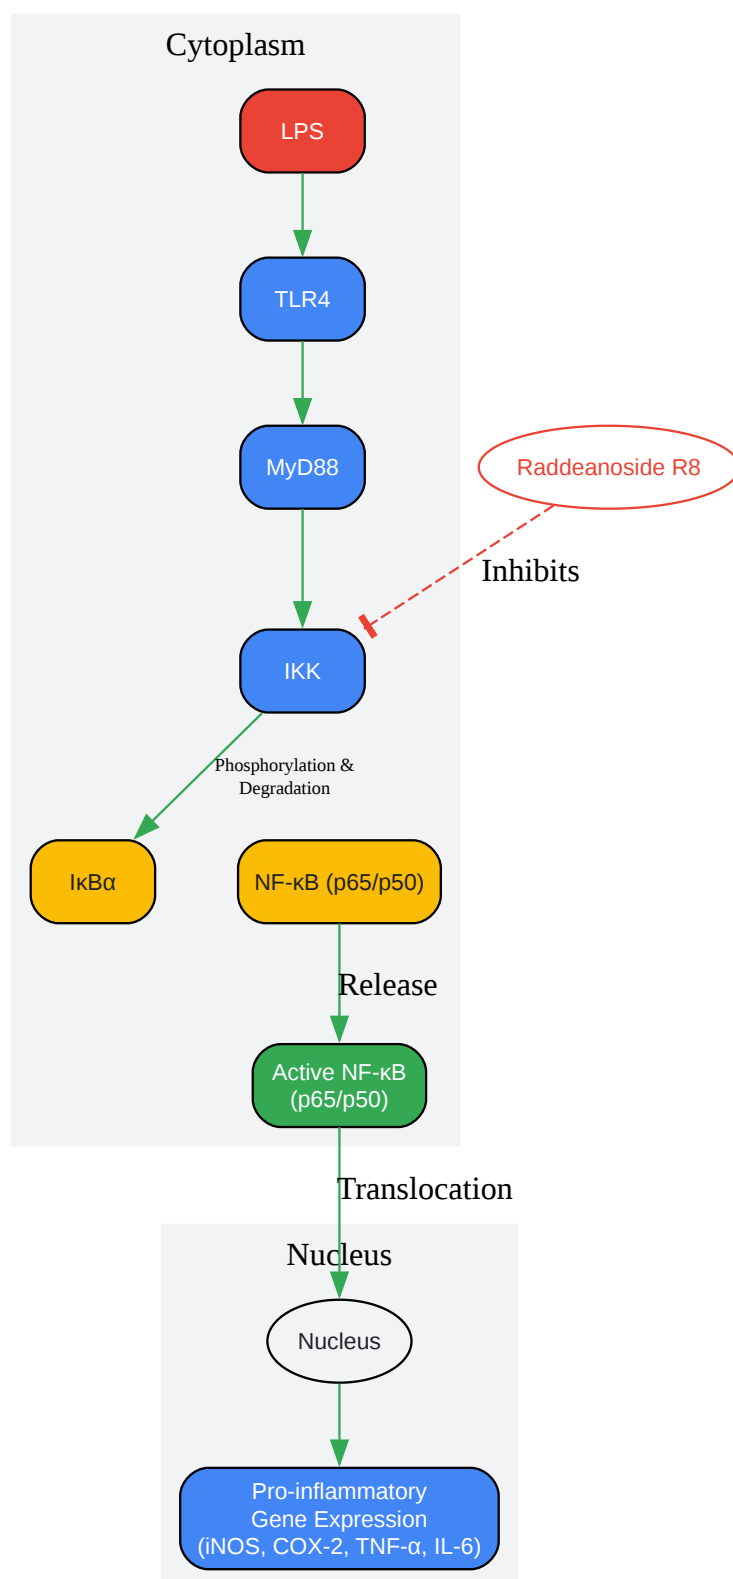 Cytoplasm
LPS
TLR4
MyD88
Raddeanoside R8
Inhibits
IKK
Phosphorylation &
Degradation
IκBα
NF-κB (p65/p50)
Release
Active NF-κB
(p65/p50)
Translocation
Nucleus
Nucleus
Pro-inflammatory
Gene Expression
(iNOS, COX-2, TNF-α, IL-6)